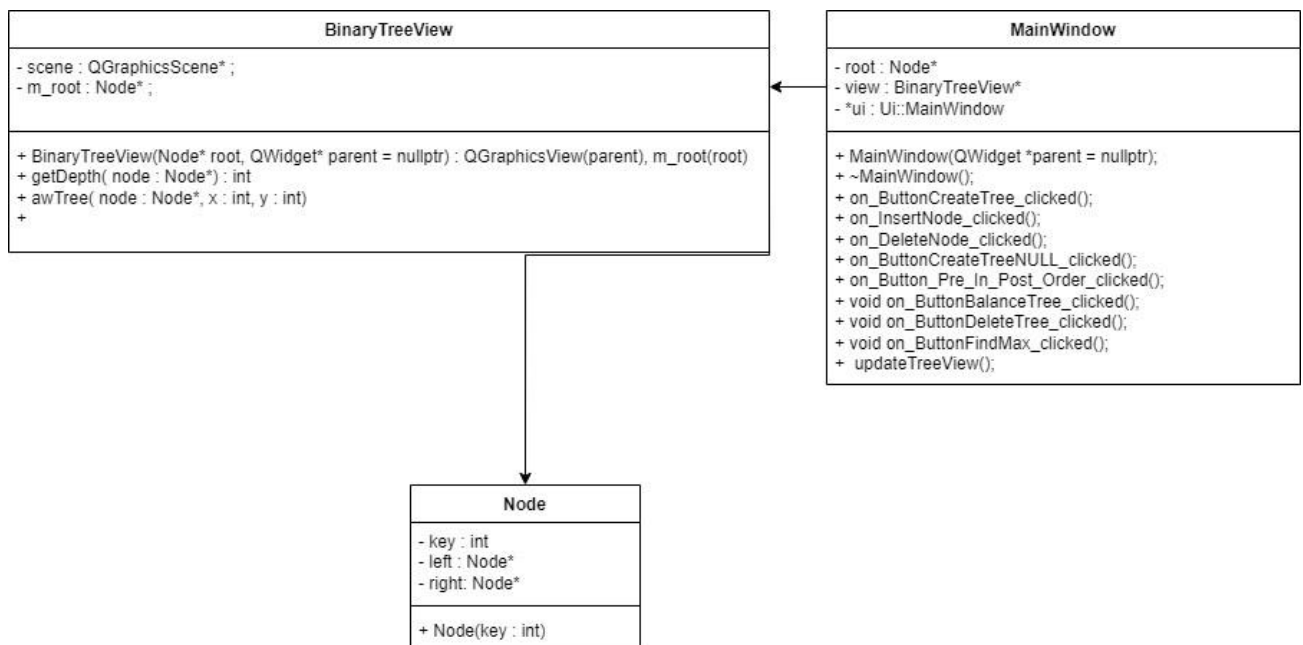 BinaryTreeView
- scene : QGraphicsScene* ;
- m_root : Node* ;
+ BinaryTreeView(Node* root, QWidget* parent = nullptr) : QGraphicsView(parent), m_root(root)
+ getDepth( node : Node*) : int
+ awTree( node : Node*, x : int, y : int)
+
MainWindow
- root : Node*
- view : BinaryTreeView*
- *ui : Ui::MainWindow
+ MainWindow(QWidget *parent = nullptr);
+ ~MainWindow();
+ on_ButtonCreateTree_clicked();
+ on_InsertNode_clicked();
+ on_DeleteNode_clicked();
+ on_ButtonCreateTreeNULL_clicked();
+ on_Button_Pre_In_Post_Order_clicked();
+ void on_ButtonBalanceTree_clicked();
+ void on_ButtonDeleteTree_clicked();
+ void on_ButtonFindMax_clicked();
+ updateTreeView();
Node
- key : int
- left : Node*
- right: Node*
+ Node(key : int)